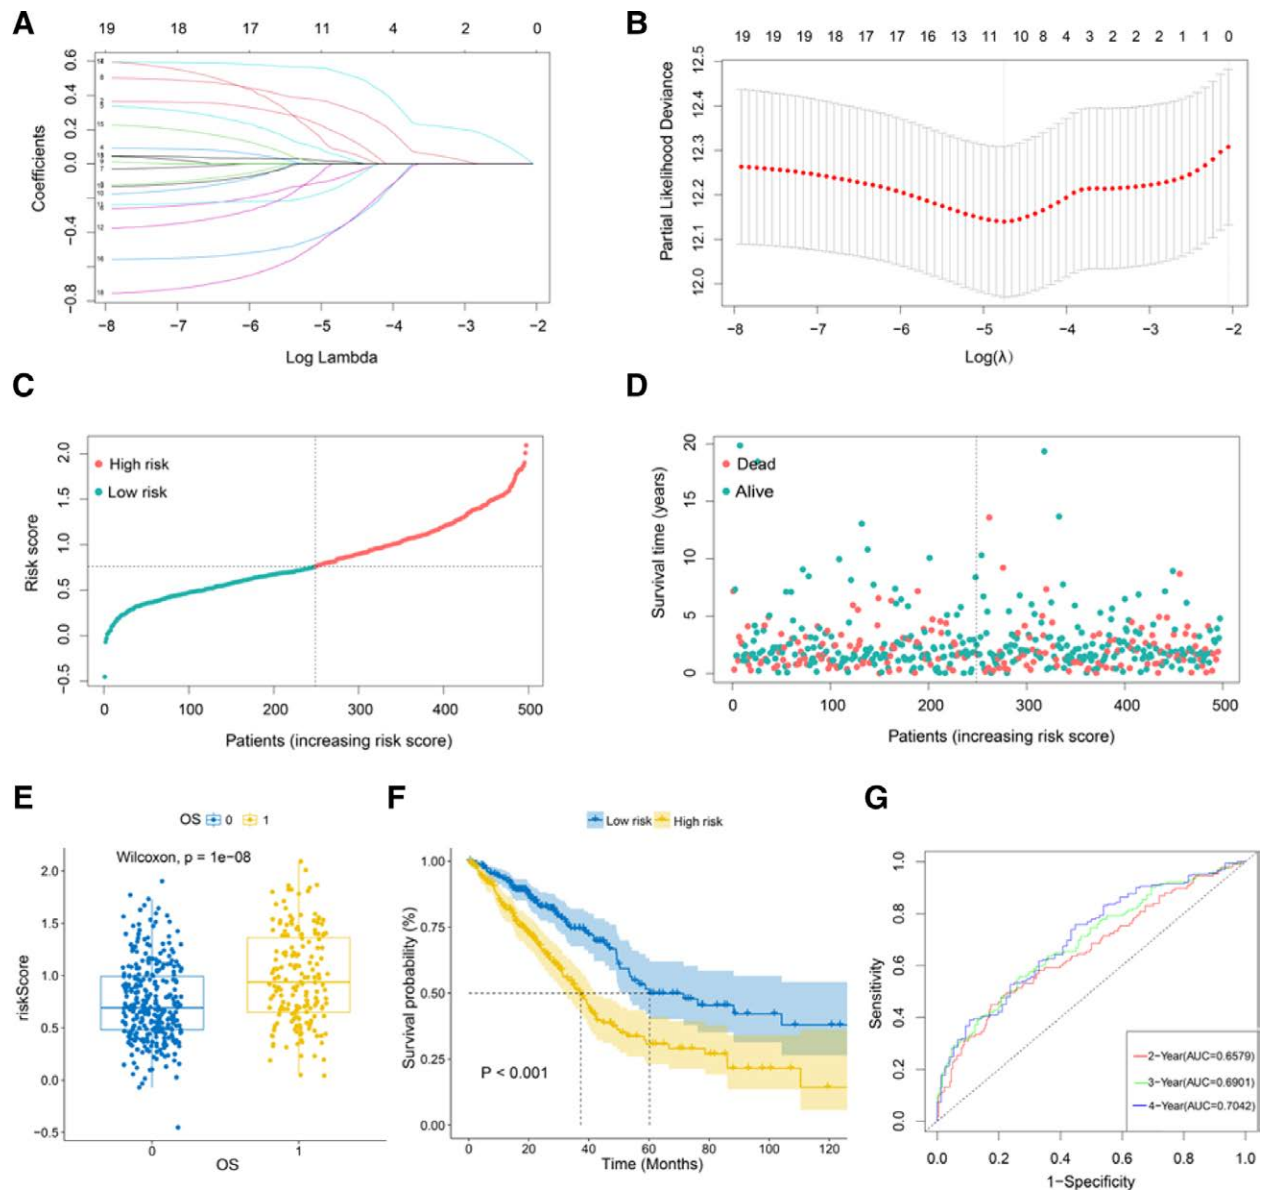 A
19 18 17 11 4 2 0
Coefficients
0.6
0.4
0.2
0.0
−0.4
−0.8
−8 −7 −6 −5 −4 −3 −2
Log Lambda
B
19 19 19 18 17 17 16 13 11 10 8 4 3 2 2 2 1 1 0
Partial Likelihood Deviance
12.5
12.4
12.3
12.2
12.1
12.0
−8 −7 −6 −5 −4 −3 −2
Log(λ)
C
Risk score
2.0
1.5
1.0
0.5
0.0
−0.5
High risk
Low risk
0 100 200 300 400 500
Patients (increasing risk score)
D
Survival time (years)
20
15
10
5
0
Dead
Alive
0 100 200 300 400 500
Patients (increasing risk score)
E
OS 0 1
Wilcoxon, p = 1e−08
riskScore
2.0
1.5
1.0
0.5
0.0
−0.5
0 1
OS
F
Low risk High risk
Survival probability (%)
1.00
0.75
0.50
0.25
0.00
P < 0.001
0 20 40 60 80 100 120
Time (Months)
G
Sensitivity
1.0
0.8
0.6
0.4
0.2
0.0
2−Year(AUC=0.6579)
3−Year(AUC=0.6901)
4−Year(AUC=0.7042)
0.0 0.2 0.4 0.6 0.8 1.0
1−Specificity